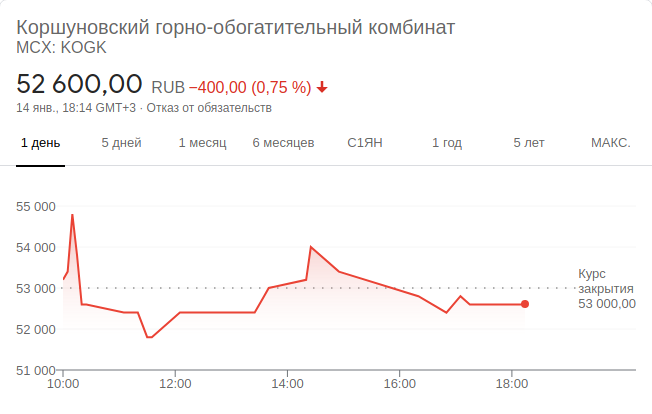 Коршуновский горно-обогатительный комбинат
MCX: KOGK
52 600,00 RUB −400,00 (0,75 %)
14 янв., 18:14 GMT+3 · Отказ от обязательств
1 день 5 дней 1 месяц 6 месяцев С1ЯН 1 год 5 лет МАКС.
55 000
54 000
53 000
52 000
51 000
Курс
закрытия
53 000,00
10:00 12:00 14:00 16:00 18:00